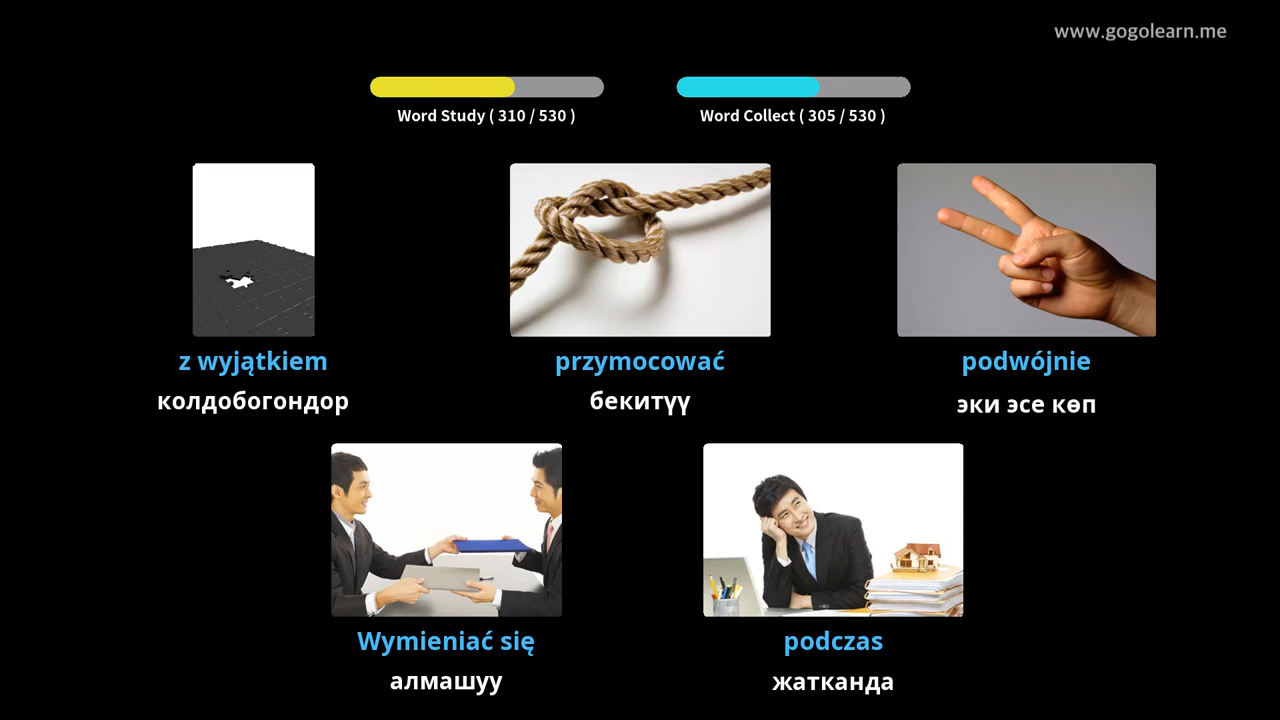 www.gogolearn.me
Word Study ( 310 / 530 )
Word Collect ( 305 / 530 )
z wyjątkiem
колдобогондор
przymocować
бекитүү
podwójnie
эки эсе көп
Wymieniać się
алмашуу
podczas
жатканда